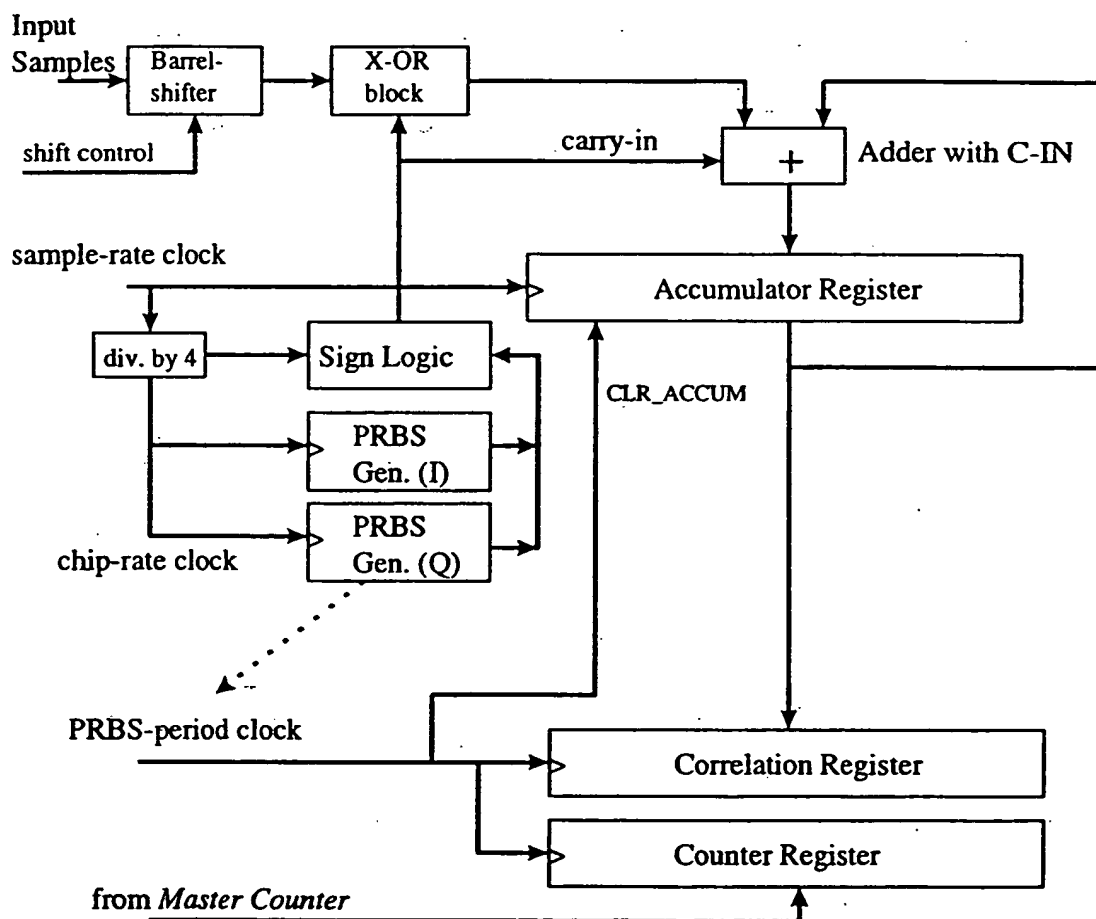 Input
Samples
Barrel-
shifter
X-OR
block
shift control
carry-in
+
Adder with C-IN
sample-rate clock
Accumulator Register
div. by 4
Sign Logic
CLR_ACCUM
PRBS
Gen. (I)
PRBS
Gen. (Q)
chip-rate clock
PRBS-period clock
Correlation Register
Counter Register
from Master Counter